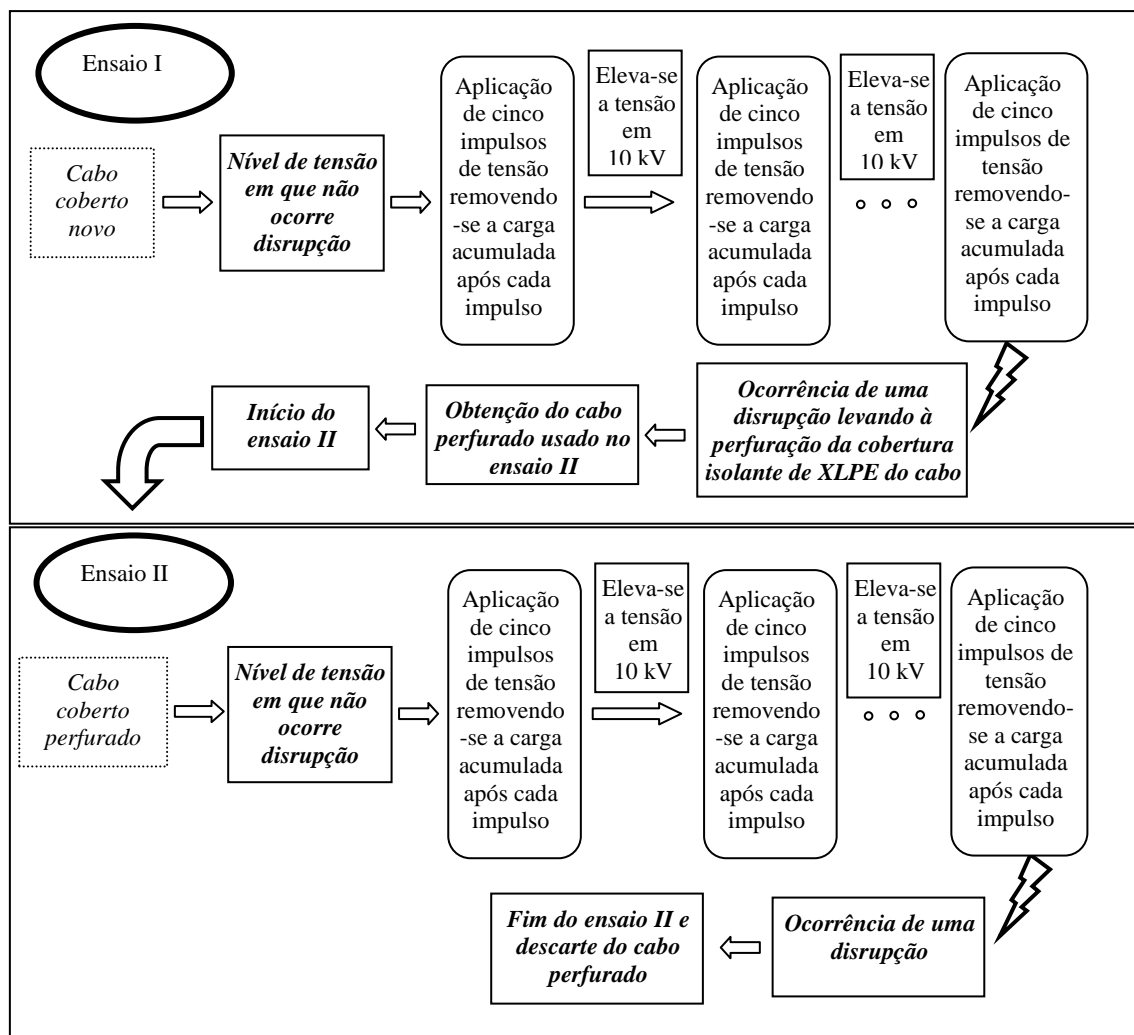 Ensaio I
Cabo
coberto
novo
Nível de tensão
em que não
ocorre
disrupção
Aplicação
de cinco
impulsos
de tensão
removendo
-se a carga
acumulada
após cada
impulso
Eleva-se
a tensão
em
10 kV
Aplicação
de cinco
impulsos
de tensão
removendo
-se a carga
acumulada
após cada
impulso
Eleva-se
a tensão
em
10 kV
Aplicação
de cinco
impulsos de
tensão
removendo-
se a carga
acumulada
após cada
impulso
Ocorrência de uma
disrupção levando à
perfuração da cobertura
isolante de XLPE do cabo
Obtenção do cabo
perfurado usado no
ensaio II
Início do
ensaio II
Ensaio II
Cabo
coberto
perfurado
Nível de tensão
em que não
ocorre
disrupção
Aplicação
de cinco
impulsos
de tensão
removendo
-se a carga
acumulada
após cada
impulso
Eleva-se
a tensão
em
10 kV
Aplicação
de cinco
impulsos
de tensão
removendo
-se a carga
acumulada
após cada
impulso
Eleva-se
a tensão
em
10 kV
Aplicação
de cinco
impulsos de
tensão
removendo-
se a carga
acumulada
após cada
impulso
Ocorrência de uma
disrupção
Fim do ensaio II e
descarte do cabo
perfurado